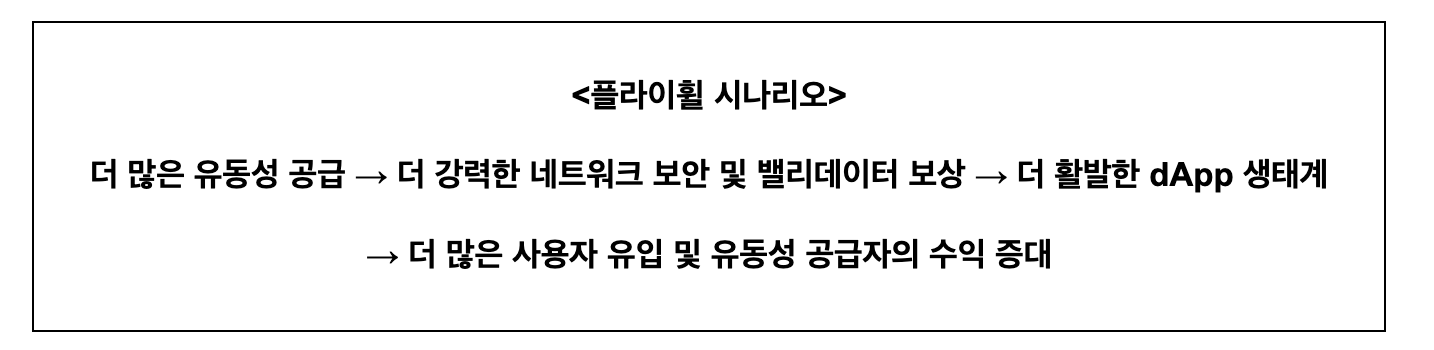 <플라이휠 시나리오>
더 많은 유동성 공급 → 더 강력한 네트워크 보안 및 밸리데이터 보상 → 더 활발한 dApp 생태계
→ 더 많은 사용자 유입 및 유동성 공급자의 수익 증대